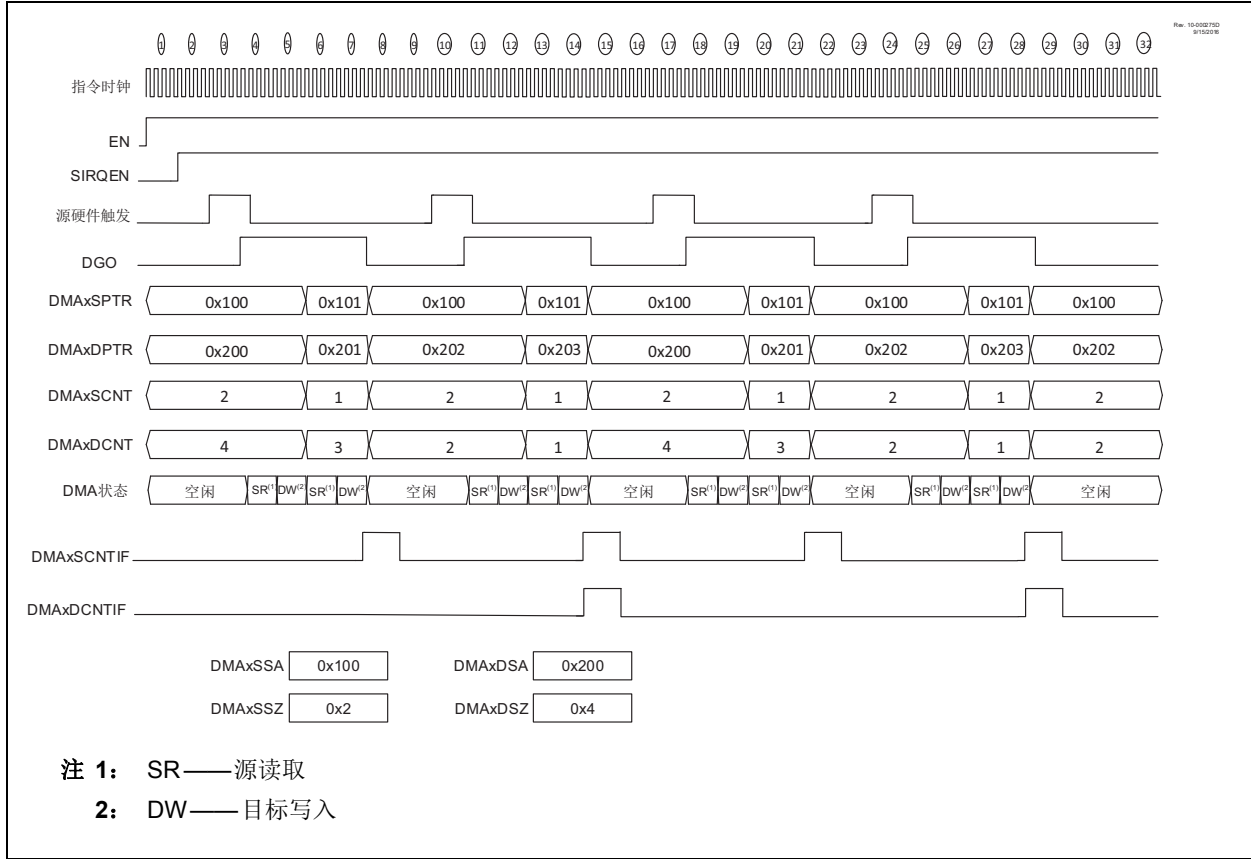 Rev. 10-000275D
9/15/2016
1 2 3 4 5 6 7 8 9 10 11 12 13 14 15 16 17 18 19 20 21 22 23 24 25 26 27 28 29 30 31 32
指令时钟
EN
SIRQEN
源硬件触发
DGO
DMAxSPTR 0x100 0x101 0x100 0x101 0x100 0x101 0x100 0x101 0x100
DMAxDPTR 0x200 0x201 0x202 0x203 0x200 0x201 0x202 0x203 0x202
DMAxSCNT 2 1 2 1 2 1 2 1 2
DMAxDCNT 4 3 2 1 4 3 2 1 2
DMA状态 空闲 SR(1) DW(2) SR(1) DW(2) 空闲 SR(1) DW(2 SR(1) DW(2) 空闲 SR(1) DW(2) SR(1) DW(2) 空闲 SR(1) DW(2) SR(1) DW(2) 空闲
DMAxSCNTIF
DMAxDCNTIF
DMAxSSA 0x100 DMAxDSA 0x200
DMAxSSZ 0x2 DMAxDSZ 0x4
注 1： SR——源读取
2： DW——目标写入